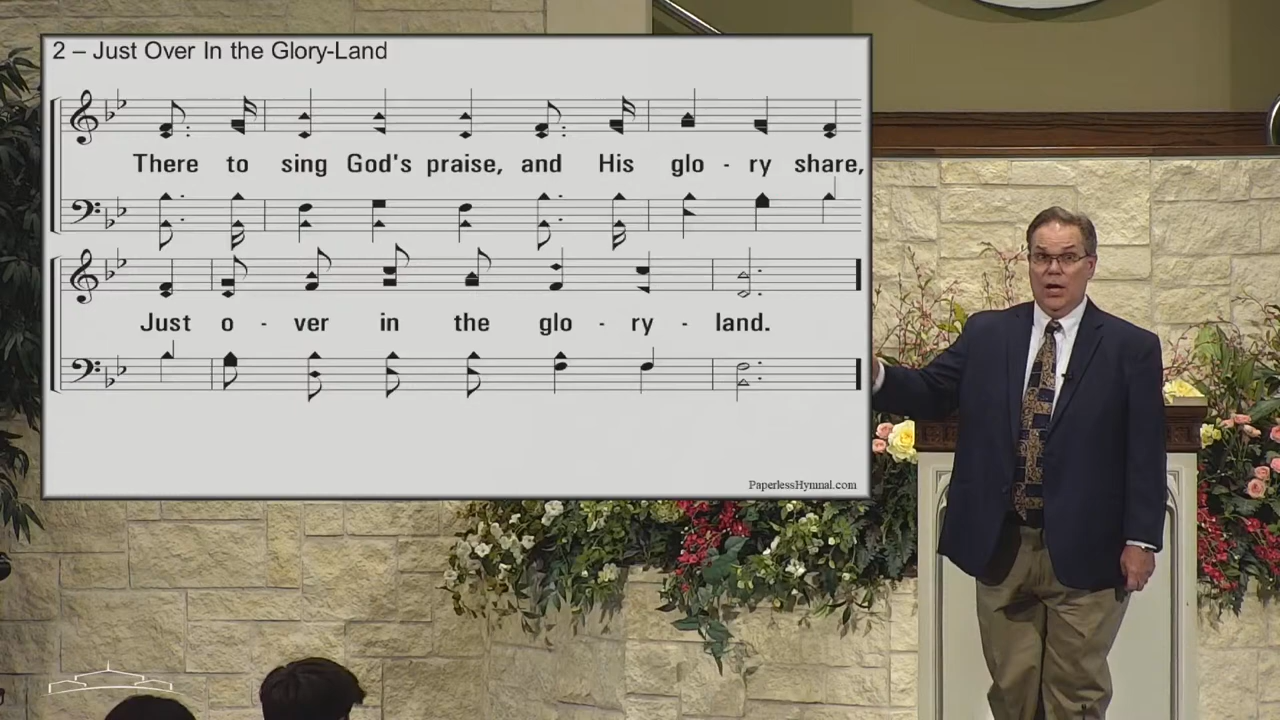 2 – Just Over In the Glory-Land
There to sing God's praise, and His glo - ry share,
Just o - ver in the glo - ry - land.
PaperlessHymnal.com